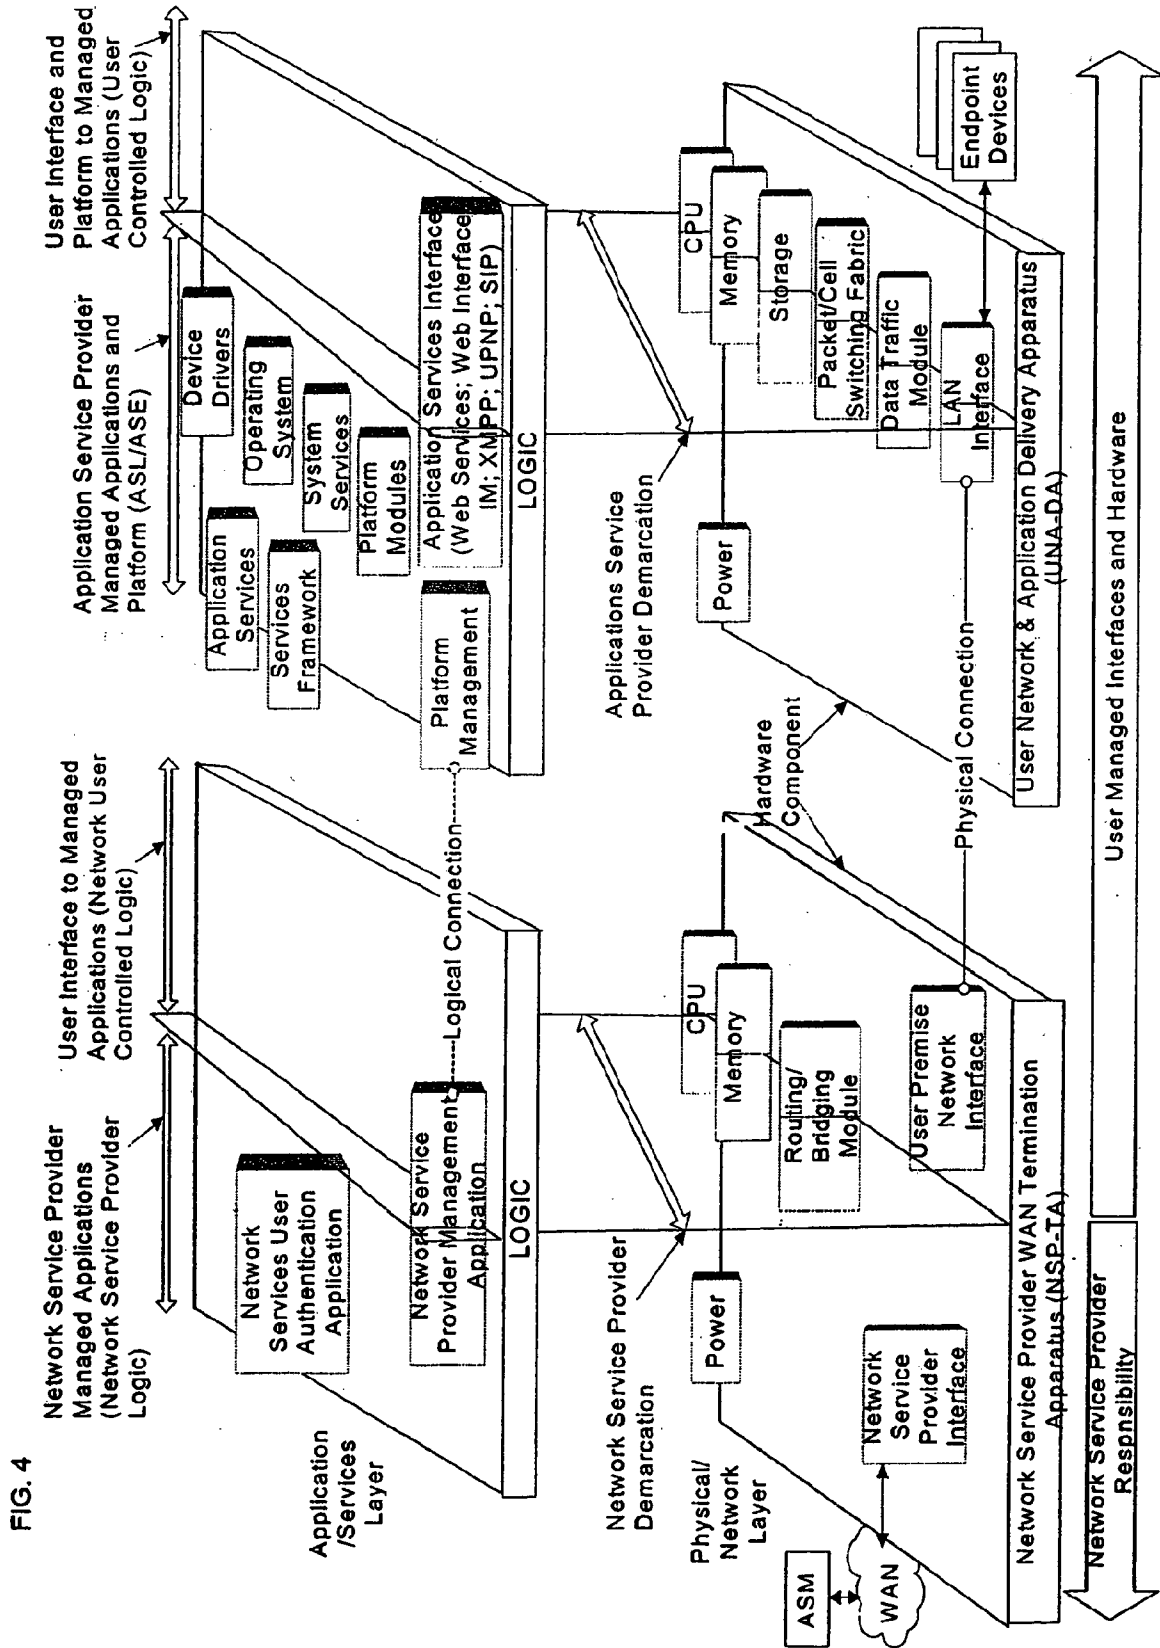 FIG. 4
Network Service Provider
Managed Applications
(Network Service Provider
Logic)
User Interface to Managed
Applications (Network User
Controlled Logic)
Application Service Provider
Managed Applications and
Platform (ASL/ASE)
User Interface and
Platform to Managed
Applications (User
Controlled Logic)
Application
/Services
Layer
Network
Services User
Authentication
Application
Network Service
Provider Management
Application
LOGIC
Logical Connection
Application
Services
Services
Framework
Platform
Management
Device
Drivers
Operating
System
System
Services
Platform
Modules
Application Services Interface
(Web Services; Web Interface
IM; XMPP; UPNP; SIP)
LOGIC
Network Service Provider
Demarcation
Applications Service
Provider Demarcation
Physical/
Network
Layer
Power
CPU
Memory
Routing/
Bridging
Module
User Premise
Network
Interface
Network
Service
Provider
Interface
ASM
WAN
Network Service Provider WAN Termination
Apparatus (NSP-TA)
Hardware
Component
Physical Connection
Power
CPU
Memory
Storage
Packet/Cell
Switching Fabric
Data Traffic
Module
LAN
Interface
Endpoint
Devices
User Network & Application Delivery Apparatus
(UNA-DA)
Network Service Provider
Respnsibility
User Managed Interfaces and Hardware